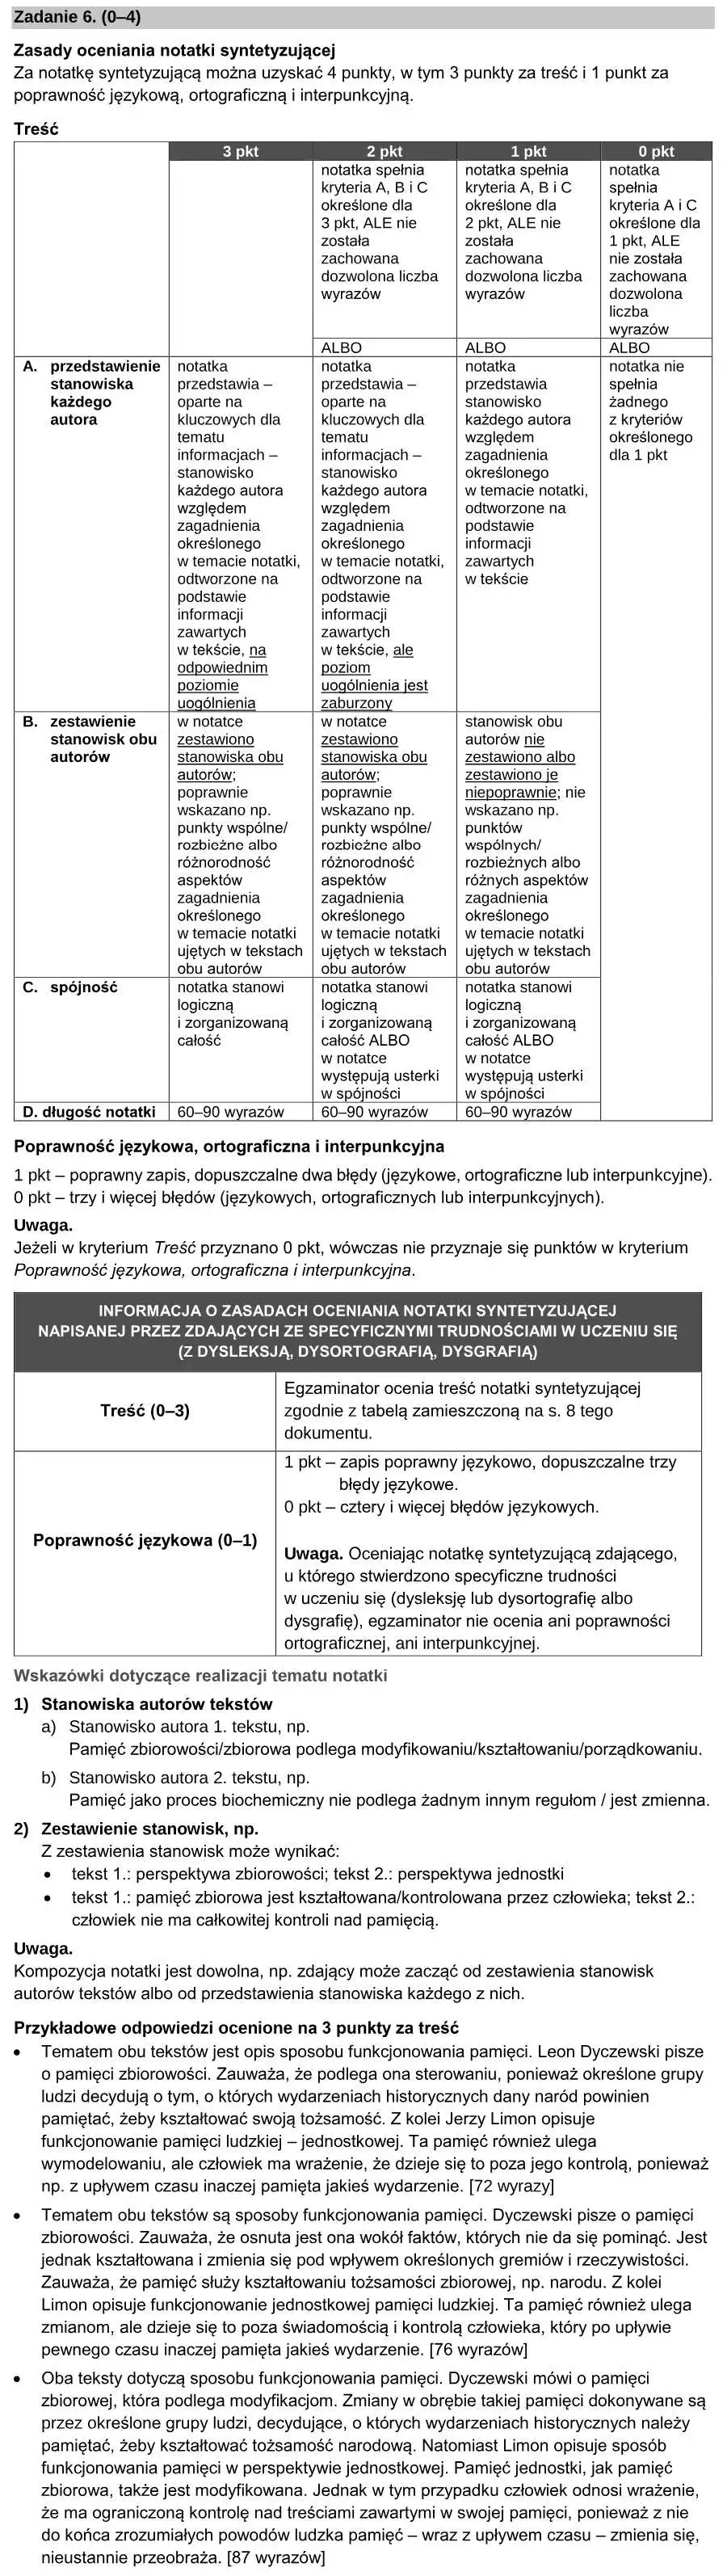 Zadanie 6. (0–4)
Zasady oceniania notatki syntetyzującej
Za notatkę syntetyzującą można uzyskać 4 punkty, w tym 3 punkty za treść i 1 punkt za
poprawność językową, ortograficzną i interpunkcyjną.
Treść
3 pkt
2 pkt
1 pkt
0 pkt
notatka spełnia
kryteria A, B i C
określone dla
3 pkt, ALE nie
została
zachowana
dozwolona liczba
wyrazów
notatka spełnia
kryteria A, B i C
określone dla
2 pkt, ALE nie
została
zachowana
dozwolona liczba
wyrazów
notatka
spełnia
kryteria A i C
określone dla
1 pkt, ALE
nie została
zachowana
dozwolona
liczba
wyrazów
ALBO
ALBO
ALBO
A. przedstawienie
stanowiska
każdego
autora
notatka
przedstawia –
oparte na
kluczowych dla
tematu
informacjach –
stanowisko
każdego autora
względem
zagadnienia
określonego
w temacie notatki,
odtworzone na
podstawie
informacji
zawartych
w tekście, na
odpowiednim
poziomie
uogólnienia
notatka
przedstawia –
oparte na
kluczowych dla
tematu
informacjach –
stanowisko
każdego autora
względem
zagadnienia
określonego
w temacie notatki,
odtworzone na
podstawie
informacji
zawartych
w tekście, ale
poziom
uogólnienia jest
zaburzony
notatka
przedstawia
stanowisko
każdego autora
względem
zagadnienia
określonego
w temacie notatki,
odtworzone na
podstawie
informacji
zawartych
w tekście
notatka nie
spełnia
żadnego
z kryteriów
określonego
dla 1 pkt
B. zestawienie
stanowisk obu
autorów
w notatce
zestawiono
stanowiska obu
autorów;
poprawnie
wskazano np.
punkty wspólne/
rozbieżne albo
różnorodność
aspektów
zagadnienia
określonego
w temacie notatki
ujętych w tekstach
obu autorów
w notatce
zestawiono
stanowiska obu
autorów;
poprawnie
wskazano np.
punkty wspólne/
rozbieżne albo
różnorodność
aspektów
zagadnienia
określonego
w temacie notatki
ujętych w tekstach
obu autorów
stanowisk obu
autorów nie
zestawiono albo
zestawiono je
niepoprawnie; nie
wskazano np.
punktów
wspólnych/
rozbieżnych albo
różnych aspektów
zagadnienia
określonego
w temacie notatki
ujętych w tekstach
obu autorów
C. spójność
notatka stanowi
logiczną
i zorganizowaną
całość
notatka stanowi
logiczną
i zorganizowaną
całość ALBO
w notatce
występują usterki
w spójności
notatka stanowi
logiczną
i zorganizowaną
całość ALBO
w notatce
występują usterki
w spójności
D. długość notatki
60–90 wyrazów
60–90 wyrazów
60–90 wyrazów
Poprawność językowa, ortograficzna i interpunkcyjna
1 pkt – poprawny zapis, dopuszczalne dwa błędy (językowe, ortograficzne lub interpunkcyjne).
0 pkt – trzy i więcej błędów (językowych, ortograficznych lub interpunkcyjnych).
Uwaga.
Jeżeli w kryterium Treść przyznano 0 pkt, wówczas nie przyznaje się punktów w kryterium
Poprawność językowa, ortograficzna i interpunkcyjna.
INFORMACJA O ZASADACH OCENIANIA NOTATKI SYNTETYZUJĄCEJ
NAPISANEJ PRZEZ ZDAJĄCYCH ZE SPECYFICZNYMI TRUDNOŚCIAMI W UCZENIU SIĘ
(Z DYSLEKSJĄ, DYSORTOGRAFIĄ, DYSGRAFIĄ)
Treść (0–3)
Egzaminator ocenia treść notatki syntetyzującej
zgodnie z tabelą zamieszczoną na s. 8 tego
dokumentu.
Poprawność językowa (0–1)
1 pkt – zapis poprawny językowo, dopuszczalne trzy
błędy językowe.
0 pkt – cztery i więcej błędów językowych.
Uwaga. Oceniając notatkę syntetyzującą zdającego,
u którego stwierdzono specyficzne trudności
w uczeniu się (dysleksję lub dysortografię albo
dysgrafię), egzaminator nie ocenia ani poprawności
ortograficznej, ani interpunkcyjnej.
Wskazówki dotyczące realizacji tematu notatki
1) Stanowiska autorów tekstów
a) Stanowisko autora 1. tekstu, np.
Pamięć zbiorowości/zbiorowa podlega modyfikowaniu/kształtowaniu/porządkowaniu.
b) Stanowisko autora 2. tekstu, np.
Pamięć jako proces biochemiczny nie podlega żadnym innym regułom / jest zmienna.
2) Zestawienie stanowisk, np.
Z zestawienia stanowisk może wynikać:
• tekst 1.: perspektywa zbiorowości; tekst 2.: perspektywa jednostki
• tekst 1.: pamięć zbiorowa jest kształtowana/kontrolowana przez człowieka; tekst 2.:
człowiek nie ma całkowitej kontroli nad pamięcią.
Uwaga.
Kompozycja notatki jest dowolna, np. zdający może zacząć od zestawienia stanowisk
autorów tekstów albo od przedstawienia stanowiska każdego z nich.
Przykładowe odpowiedzi ocenione na 3 punkty za treść
• Tematem obu tekstów jest opis sposobu funkcjonowania pamięci. Leon Dyczewski pisze
o pamięci zbiorowości. Zauważa, że podlega ona sterowaniu, ponieważ określone grupy
ludzi decydują o tym, o których wydarzeniach historycznych dany naród powinien
pamiętać, żeby kształtować swoją tożsamość. Z kolei Jerzy Limon opisuje
funkcjonowanie pamięci ludzkiej – jednostkowej. Ta pamięć również ulega
wymodelowaniu, ale człowiek ma wrażenie, że dzieje się to poza jego kontrolą, ponieważ
np. z upływem czasu inaczej pamięta jakieś wydarzenie. [72 wyrazy]
• Tematem obu tekstów są sposoby funkcjonowania pamięci. Dyczewski pisze o pamięci
zbiorowości. Zauważa, że osnuta jest ona wokół faktów, których nie da się pominąć. Jest
jednak kształtowana i zmienia się pod wpływem określonych gremiów i rzeczywistości.
Zauważa, że pamięć służy kształtowaniu tożsamości zbiorowej, np. narodu. Z kolei
Limon opisuje funkcjonowanie jednostkowej pamięci ludzkiej. Ta pamięć również ulega
zmianom, ale dzieje się to poza świadomością i kontrolą człowieka, który po upływie
pewnego czasu inaczej pamięta jakieś wydarzenie. [76 wyrazów]
• Oba teksty dotyczą sposobu funkcjonowania pamięci. Dyczewski mówi o pamięci
zbiorowej, która podlega modyfikacjom. Zmiany w obrębie takiej pamięci dokonywane są
przez określone grupy ludzi, decydujące, o których wydarzeniach historycznych należy
pamiętać, żeby kształtować tożsamość narodową. Natomiast Limon opisuje sposób
funkcjonowania pamięci w perspektywie jednostkowej. Pamięć jednostki, jak pamięć
zbiorowa, także jest modyfikowana. Jednak w tym przypadku człowiek odnosi wrażenie,
że ma ograniczoną kontrolę nad treściami zawartymi w swojej pamięci, ponieważ z nie
do końca zrozumiałych powodów ludzka pamięć – wraz z upływem czasu – zmienia się,
nieustannie przeobraża. [87 wyrazów]